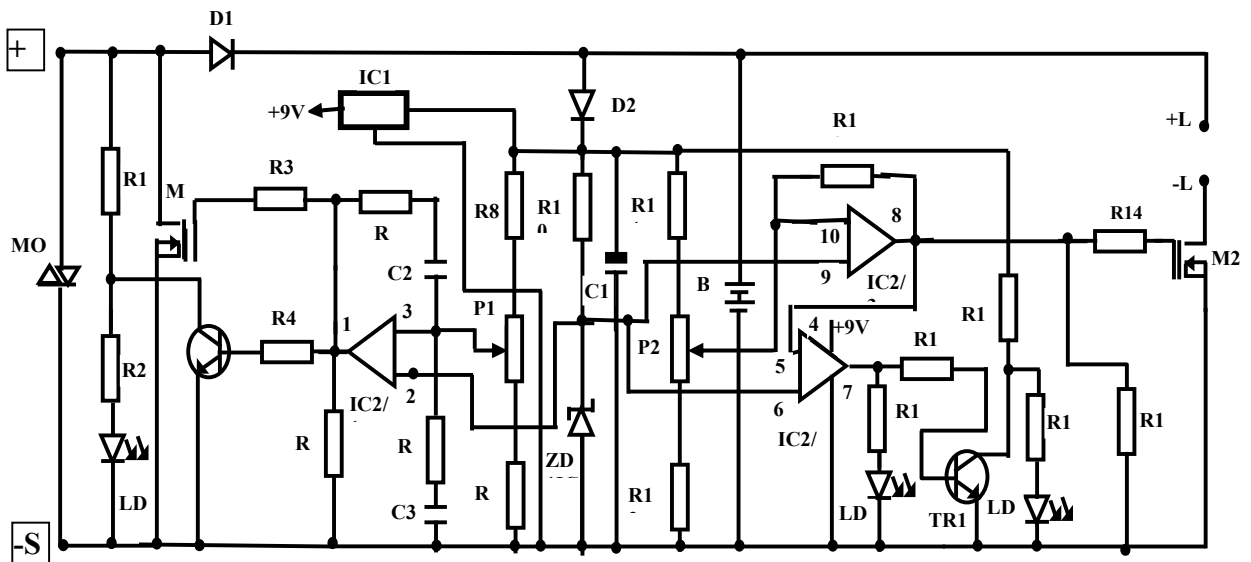 D1
+
IC1
+9V
D2
R1
+L
R1
R3
M
-L
R8
R1
0
R1
R14
MO
R
10
8
M2
C2
9
IC2/
C1
B
P1
R4
1
3
4
+9V
R1
P2
R1
R2
5
2
7
IC2/
6
R1
R1
R1
IC2/
R
R
ZD
LD
R
R1
C3
LD
TR1
LD
-S